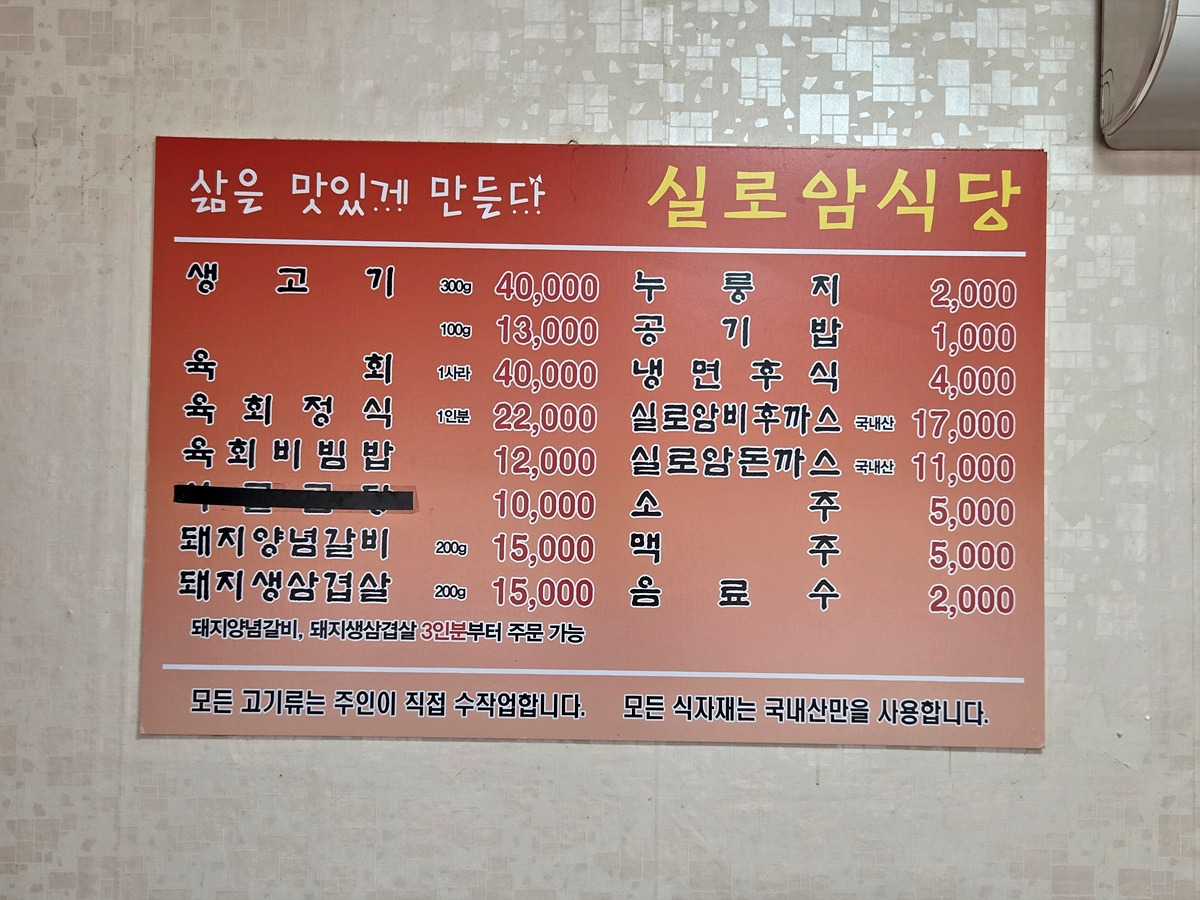 삶을 맛있게 만들다
실로암식당
생고기 300g 40,000
100g 13,000
육회 1사라 40,000
육회정식 1인분 22,000
육회비빔밥 12,000
10,000
돼지양념갈비 200g 15,000
돼지생삼겹살 200g 15,000
돼지양념갈비, 돼지생삼겹살 3인분부터 주문 가능
누룽지 2,000
공기밥 1,000
냉면후식 4,000
실로암비후까스 국내산 17,000
실로암돈까스 국내산 11,000
소주 5,000
맥주 5,000
음료수 2,000
모든 고기류는 주인이 직접 수작업합니다.
모든 식자재는 국내산만을 사용합니다.